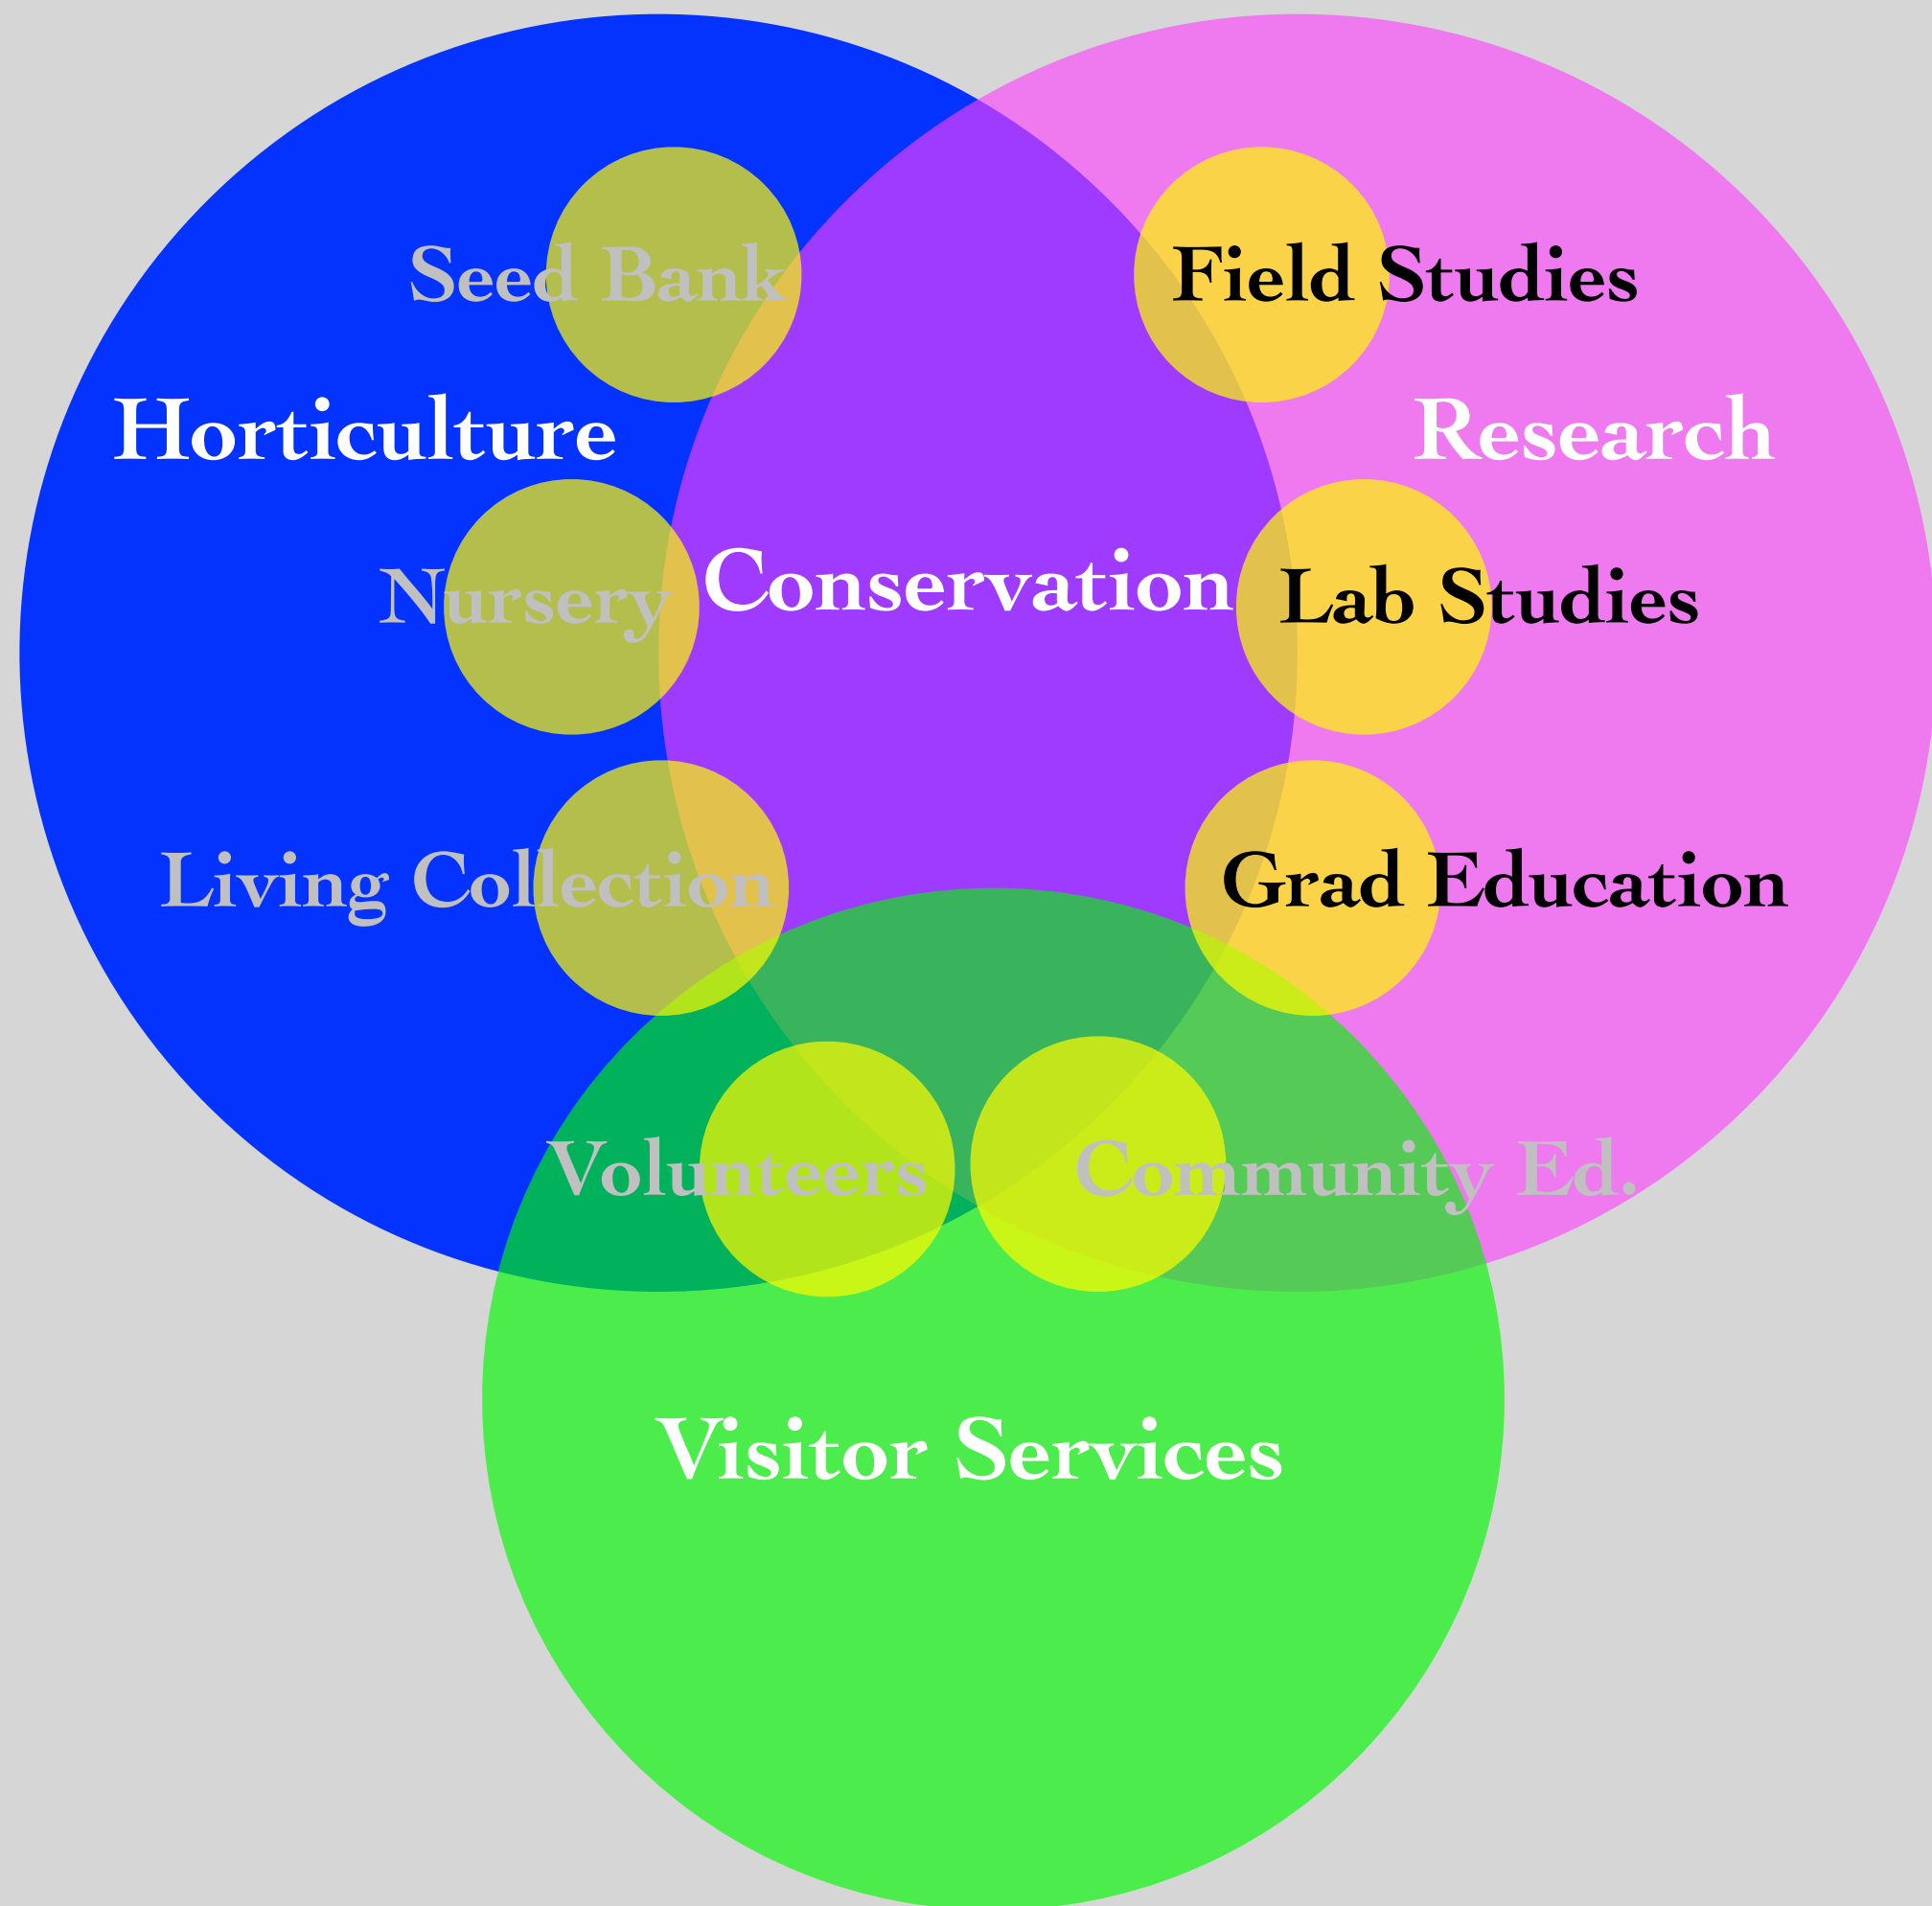 Seed Bank
Field Studies
Horticulture
Research
Nursery
Conservation
Lab Studies
Living Collection
Grad Education
Volunteers
Community Ed.
Visitor Services